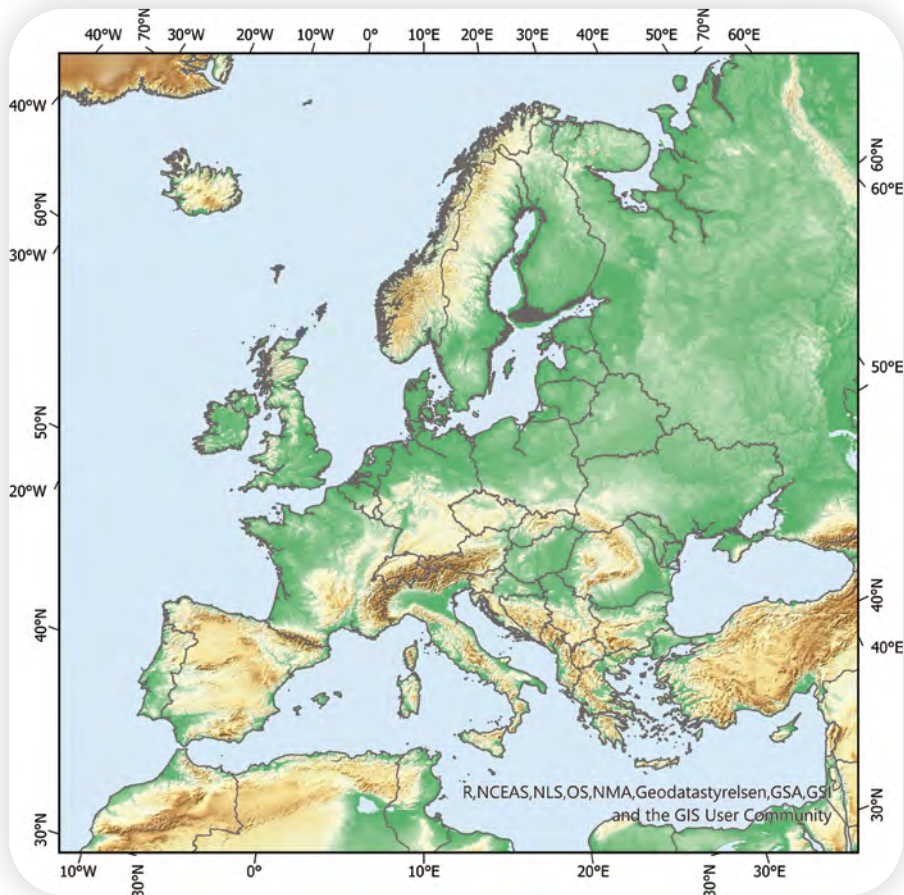 40°W 70°N 30°W 20°W 10°W 0° 10°E 20°E 30°E 40°E 50°E 70°N 60°E
40°W
60°N
30°W
50°N
20°W
40°N
30°N
60°N
60°E
50°N
50°E
40°N
40°E
30°N
R,NCEAS,NLS,OS,NMA,Geodatastyrelsen,GSA,GSI
and the GIS User Community
10°W 0° 10°E 20°E 30°E
30°N 30°N